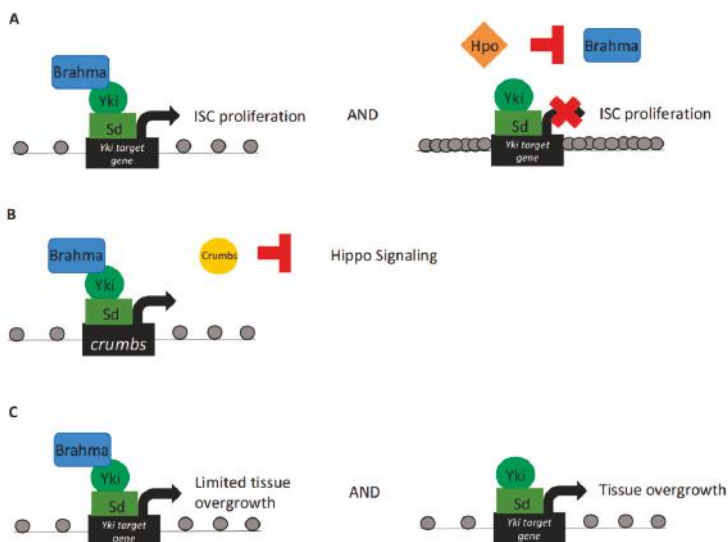 A
Brahma
Yki
Sd
Yki target
gene
ISC proliferation
AND
Hpo
Brahma
Yki
Sd
Yki target
gene
ISC proliferation
B
Brahma
Yki
Sd
crumbs
Crumbs
Hippo Signaling
C
Brahma
Yki
Sd
Yki target
gene
Limited tissue
overgrowth
AND
Yki
Sd
Yki target
gene
Tissue overgrowth